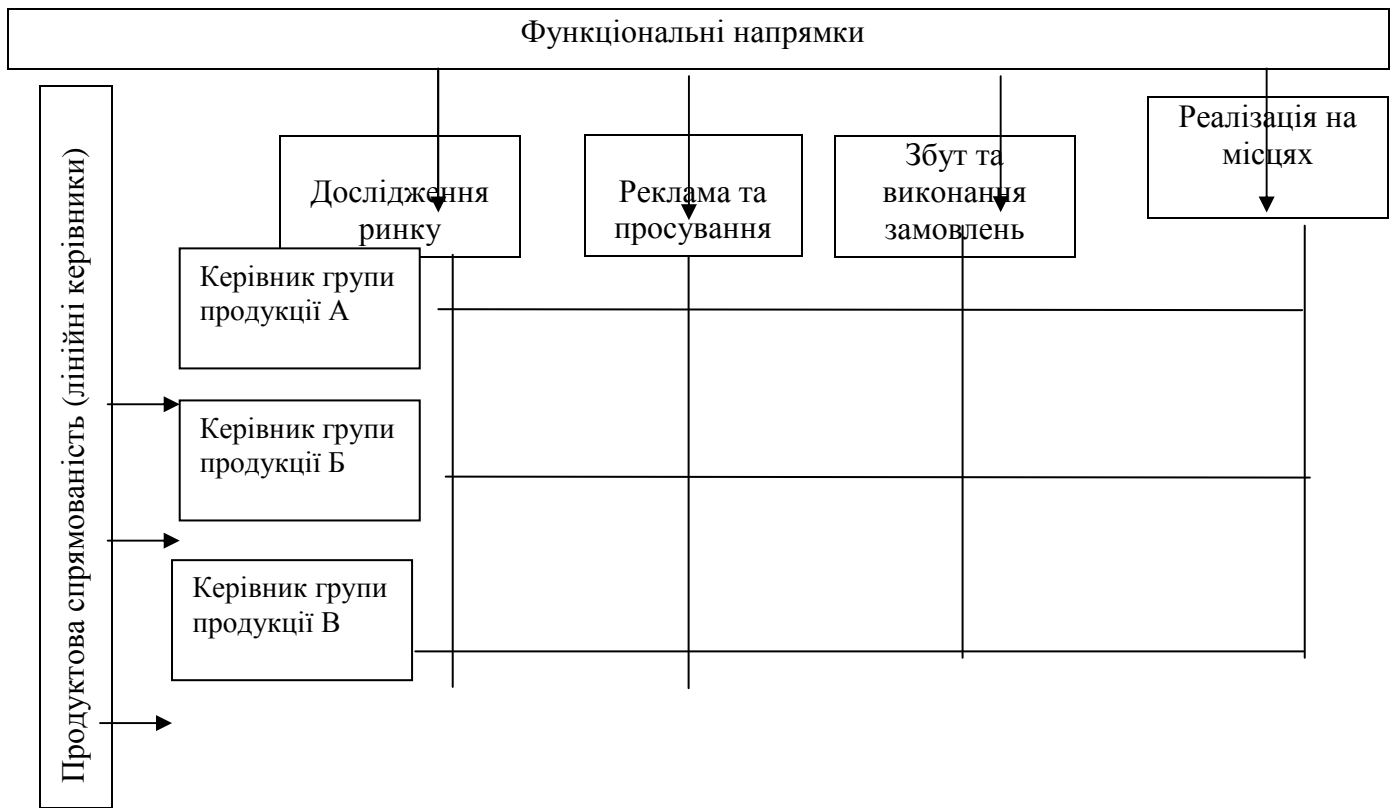 Функціональні напрямки
Реалізація на
місцях
Збут та
виконання
замовлень
Дослідження
ринку
Реклама та
просування
Продуктова спрямованість (лінійні керівники)
Керівник групи
продукції А
Керівник групи
продукції Б
Керівник групи
продукції В